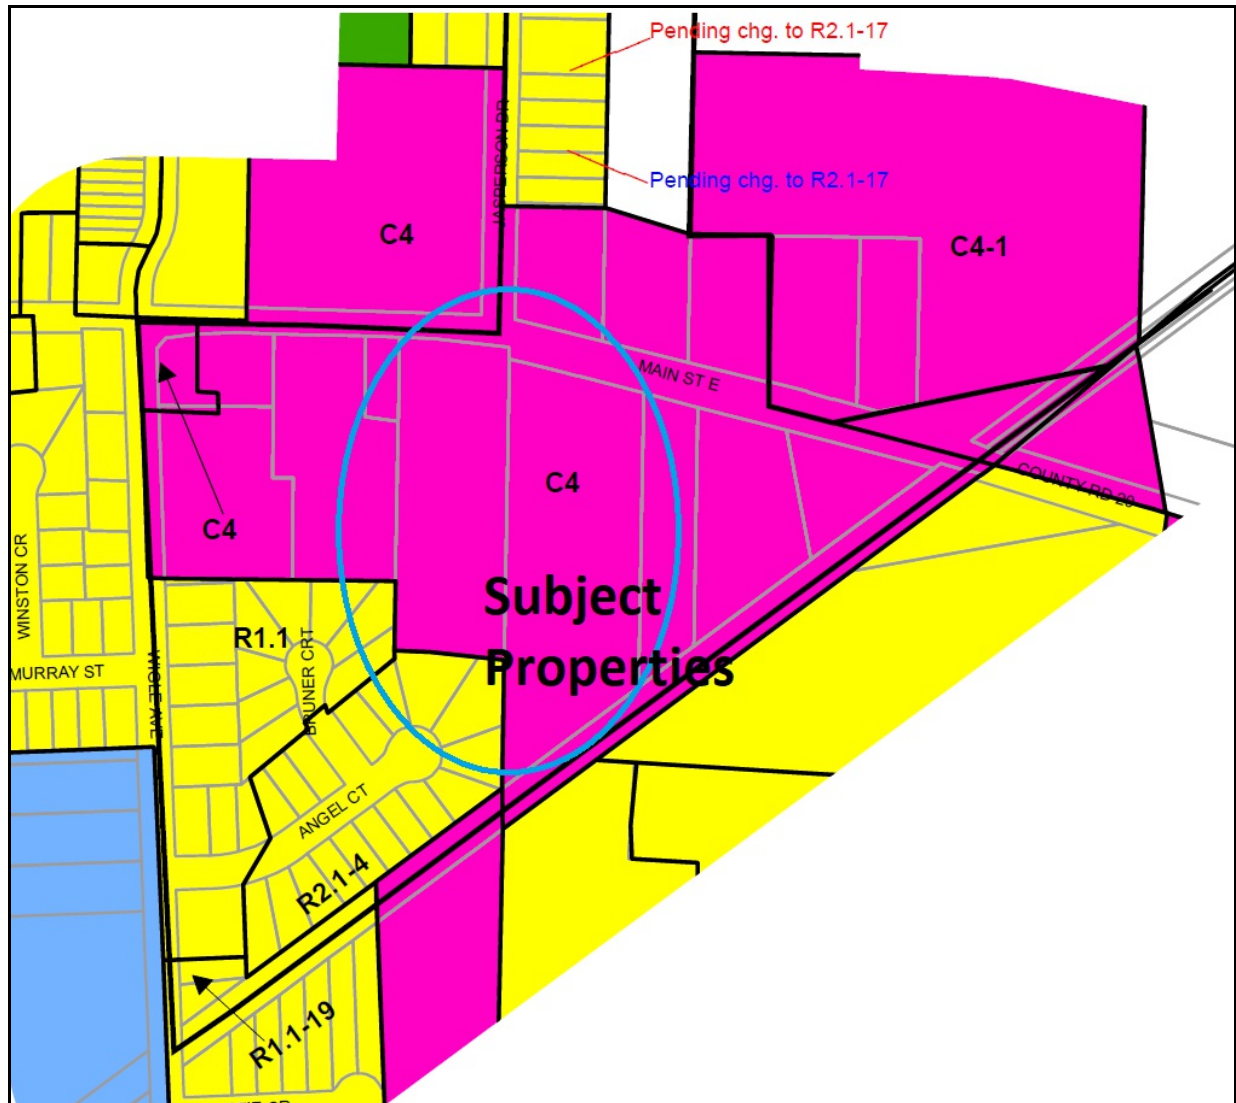 Pending chg. to R2.1-17
JASPERSON DR
Pending chg. to R2.1-17
C4
C4-1
MAIN ST E
COUNTY RD 20
C4
C4
WINSTON CR
Subject
Properties
R1.1
BRUNER CRT
MURRAY ST
WIGLE AVE
ANGEL CT
R2.1-4
R1.1-19